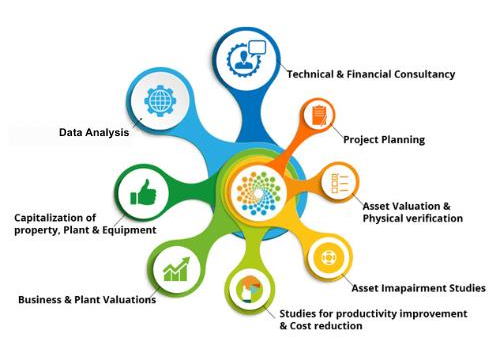 Technical & Financial Consultancy
Data Analysis
Project Planning
Asset Valuation &
Physical verification
Capitalization of
property, Plant & Equipment
Asset Imapairment Studies
Business & Plant Valuations
Studies for productivity improvement
& Cost reduction